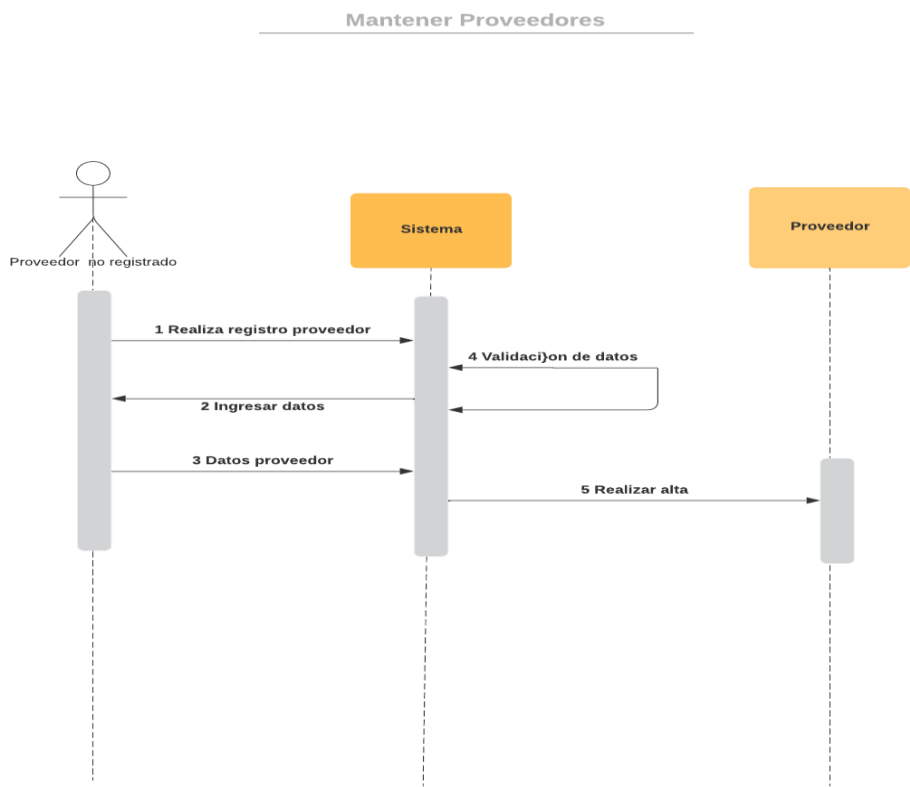 Mantener Proveedores
Proveedor no registrado
Sistema
Proveedor
1 Realiza registro proveedor
4 Validaci}on de datos
2 Ingresar datos
3 Datos proveedor
5 Realizar alta